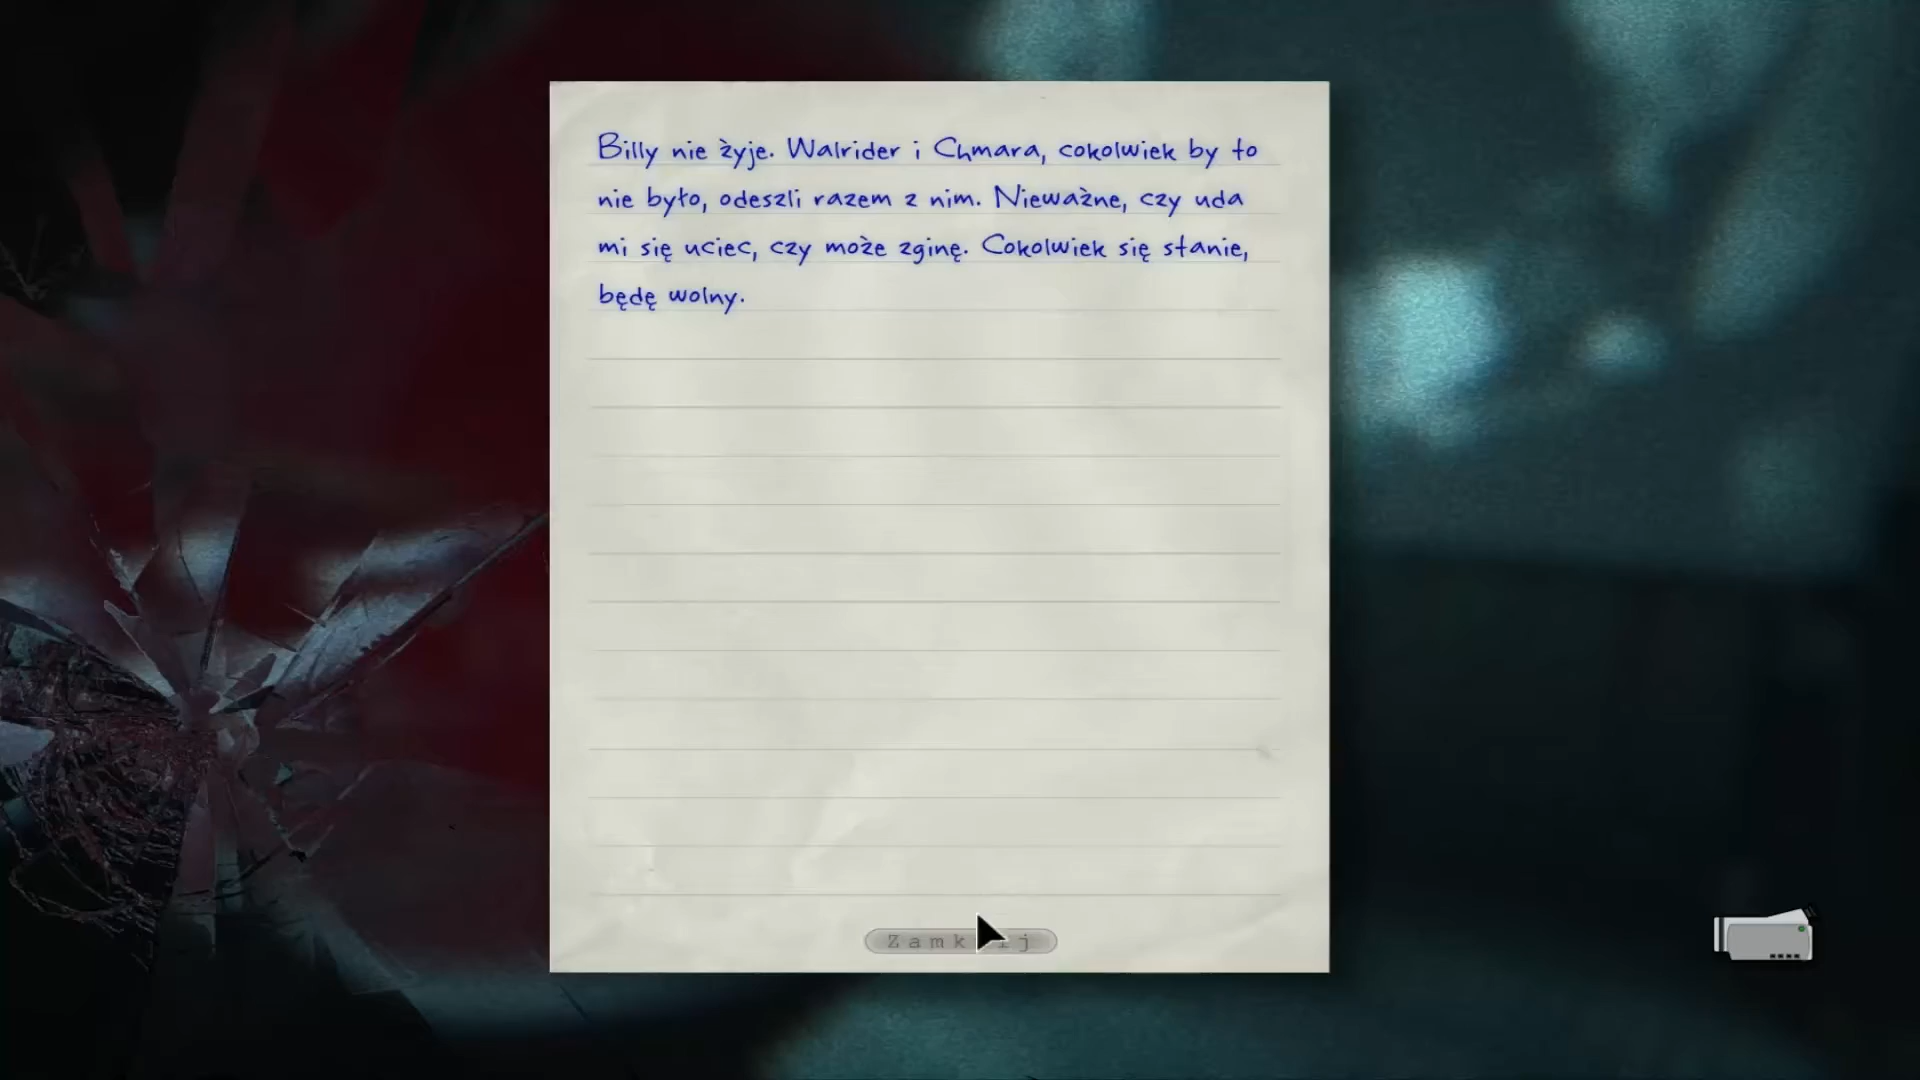 Billy nie żyje. Walrider i Chmara, cokolwiek by to
nie było, odeszli razem z nim. Nieważne, czy uda
mi się uciec, czy może zginę. Cokolwiek się stanie,
będę wolny.